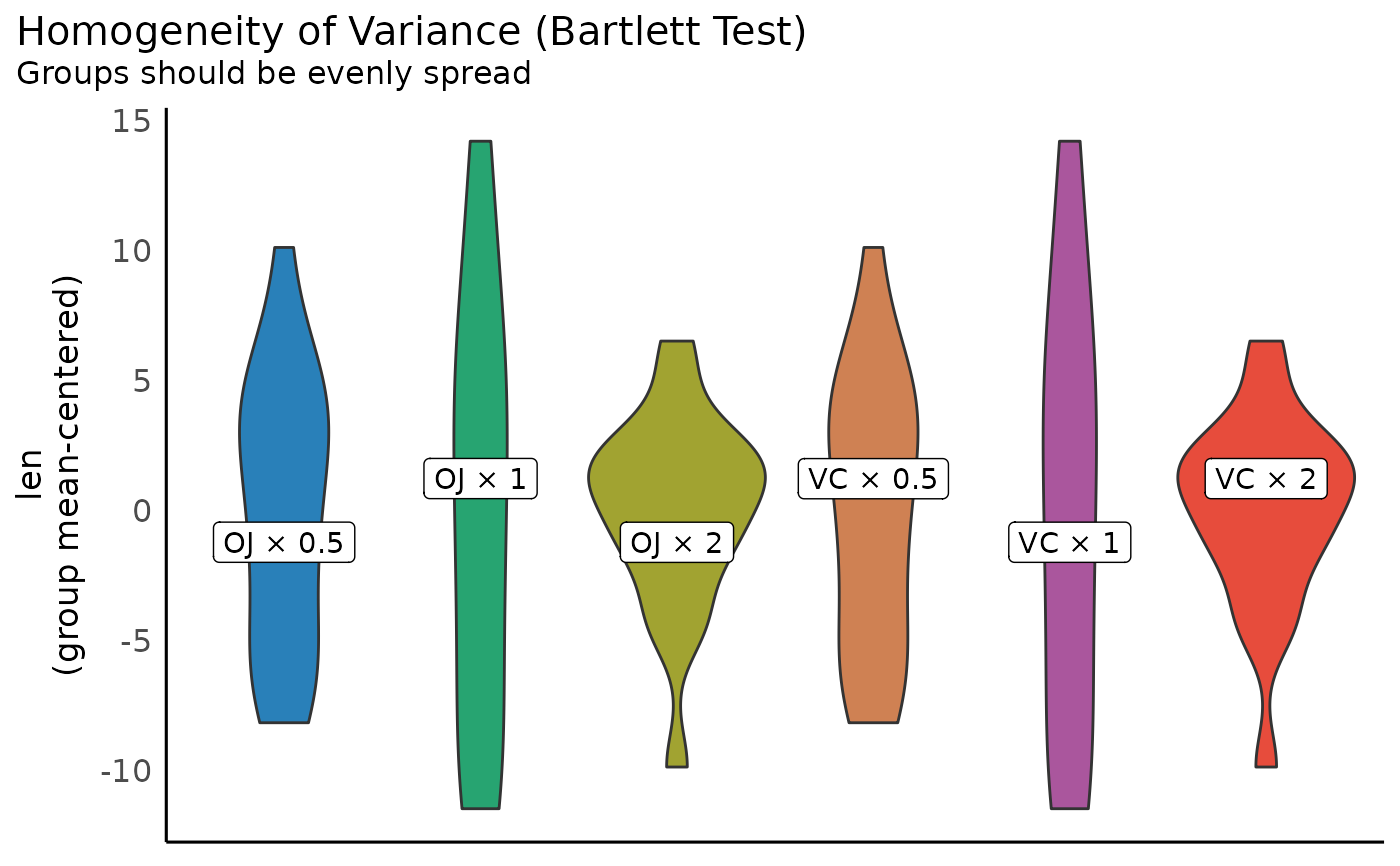 Homogeneity of Variance (Bartlett Test)
Groups should be evenly spread
15
10
5
0
-5
-10
len
(group mean-centered)
OJ × 0.5
OJ × 1
OJ × 2
VC × 0.5
VC × 1
VC × 2